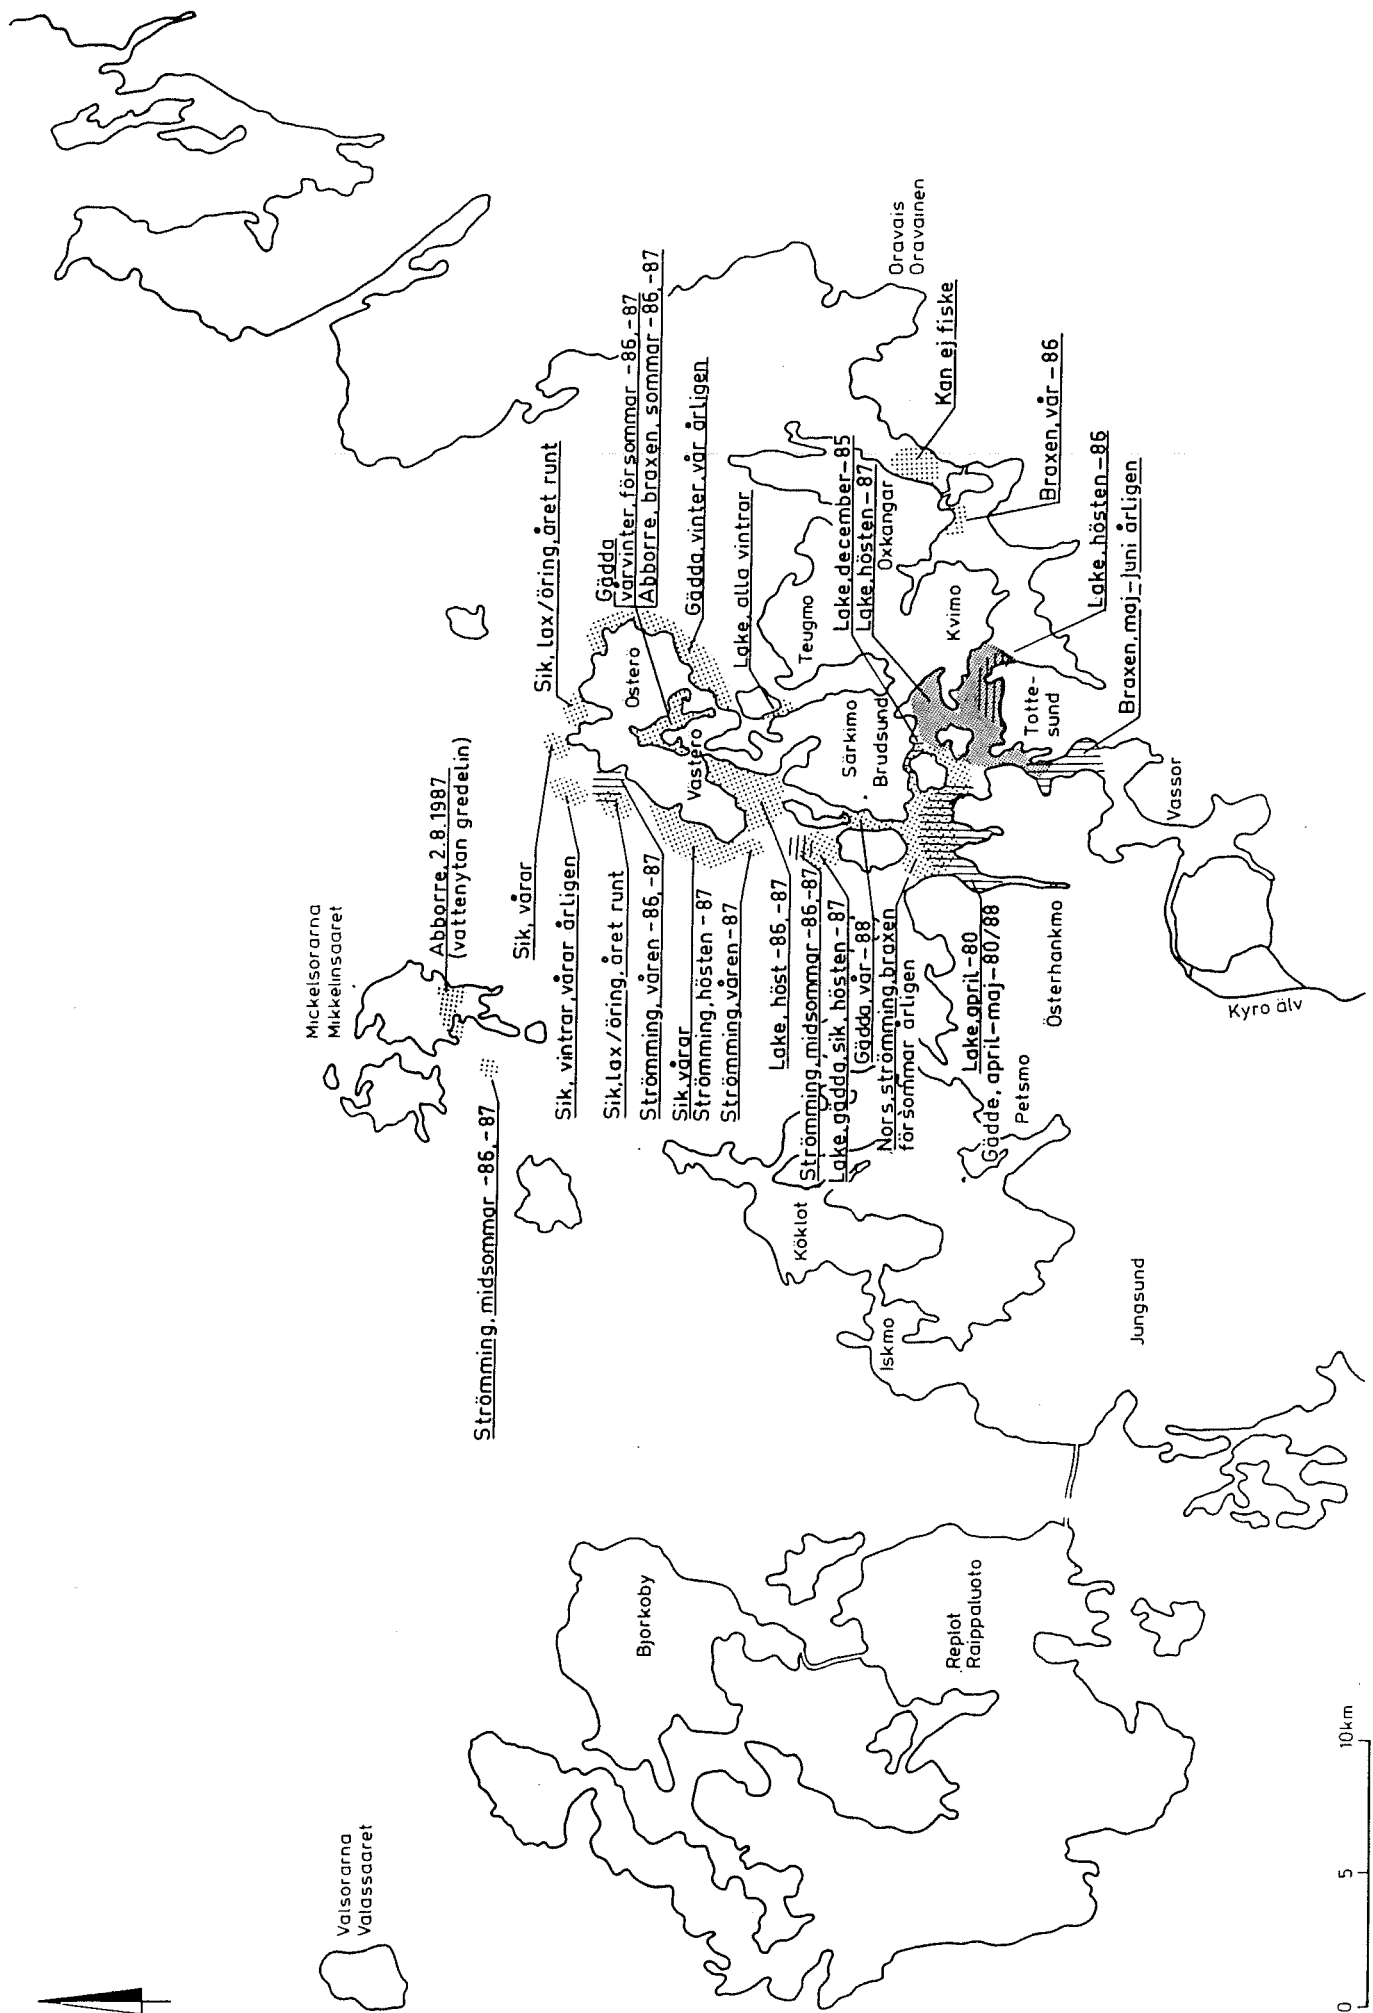 Valsorarna
Valassaaret
Mickelsorarna
Mikkelinsaaret
Abborre, 2.8.1987
(vattenytan gredelin)
Strömming, midsommar -86,-87
Sik, vårar
Sik, lax/öring, året runt
Sik, vintrar, vårar årligen
Sik, lax/öring, året runt
Strömming, våren -86,-87
Sik, vårar
Strömming, hösten -87
Strömming, våren -87
Lake, höst -86,-87
Strömming, midsommar -86,-87
Lake, gädda, sik, hösten -87
Gädda, vår -88
Nors, strömming, braxen
försommar årligen
Lake, april -80
Gädde, april-maj -80/88
Gädda
vårvinter, försommar -86,-87
Abborre, braxen, sommar -86,-87
Gädda, vinter, vår årligen
Lake, alla vintrar
Lake, december -85
Lake, hösten -87
Kan ej fiske
Braxen, vår -86
Lake, hösten -86
Braxen, maj-juni årligen
Österö
Västerö
Teugmo
Särkimo
Brudsund
Oxkangar
Kvimo
Oravais
Oravainen
Totte-
sund
Vassor
Kyro älv
Österhankmo
Petsmo
Köklot
Iskmo
Jungsund
Bjorkoby
Replot
Raippaluoto
0
5
10km